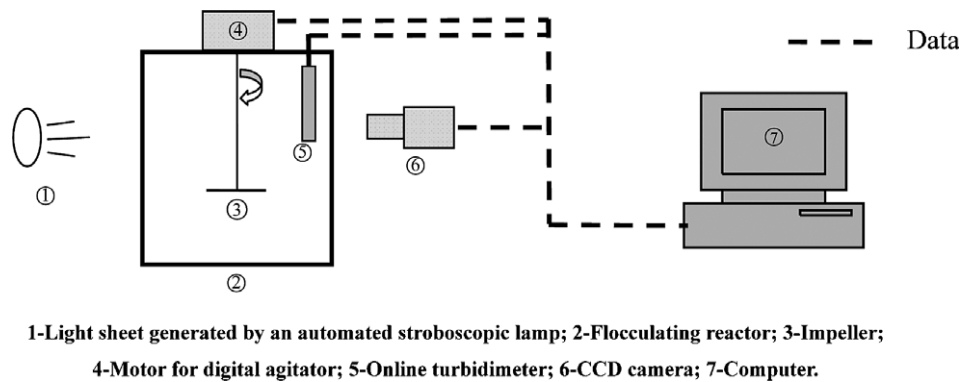 ④
Data
⑦
①
⑤
⑥
③
②
1-Light sheet generated by an automated stroboscopic lamp; 2-Flocculating reactor; 3-Impeller;
4-Motor for digital agitator; 5-Online turbidimeter; 6-CCD camera; 7-Computer.